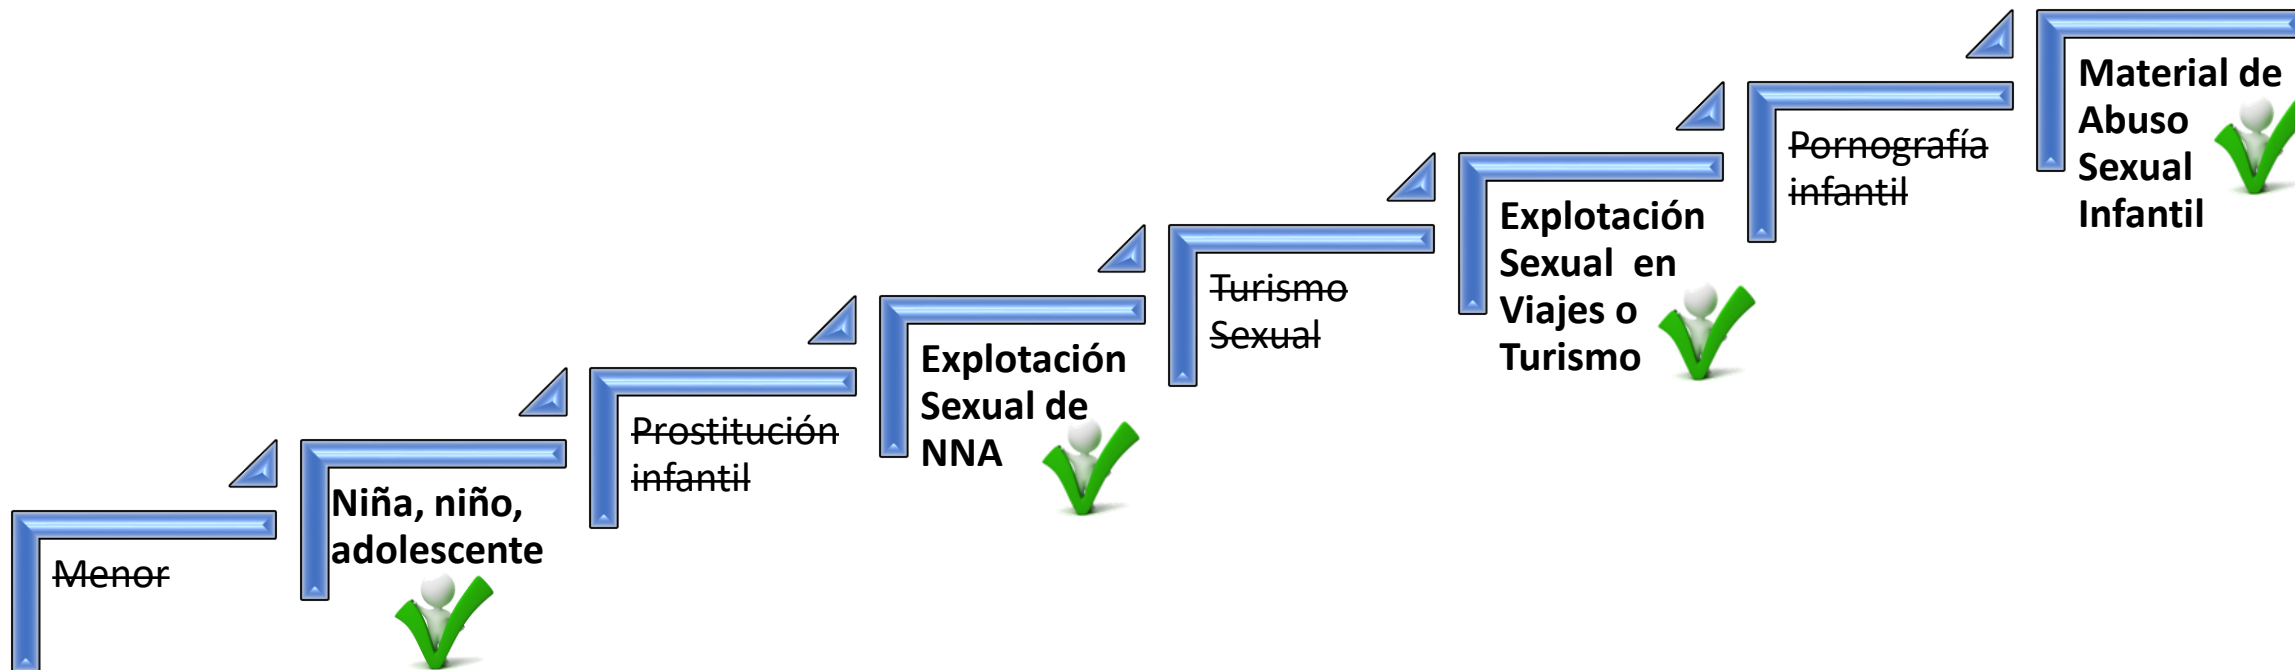 Menor
Niña, niño,
adolescente
Prostitución
infantil
Explotación
Sexual de
NNA
Turismo
Sexual
Explotación
Sexual en
Viajes o
Turismo
Pornografía
infantil
Material de
Abuso
Sexual
Infantil